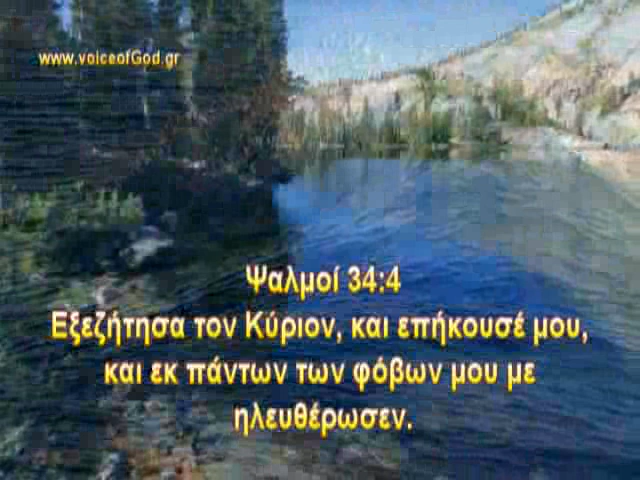 www.voiceofGod.gr
Ψαλμοί 34:4
Εξεζήτησα τον Κύριον, και επήκουσέ μου,
και εκ πάντων των φόβων μου με
ηλευθέρωσεν.